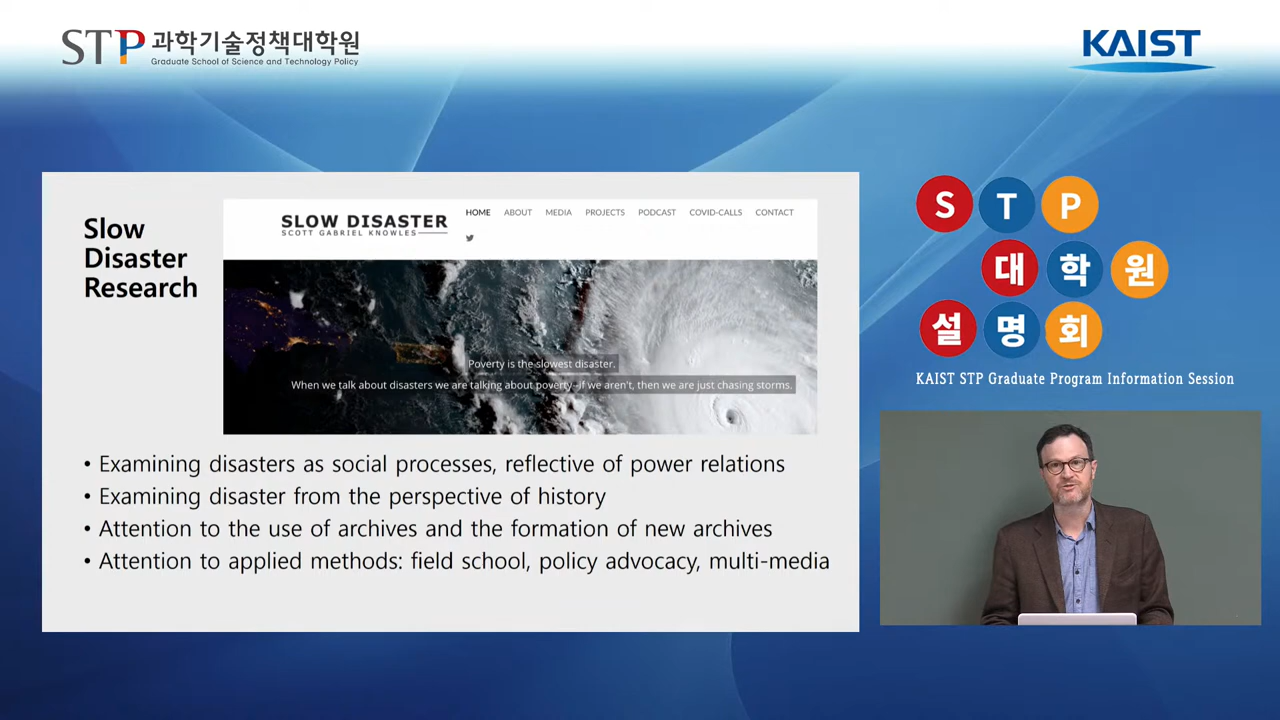 STP 과학기술정책대학원
Graduate School of Science and Technology Policy
KAIST
Slow
Disaster
Research
SLOW DISASTER
SCOTT GABRIEL KNOWLES
HOME ABOUT MEDIA PROJECTS PODCAST COVID-CALLS CONTACT
Poverty is the slowest disaster.
When we talk about disasters we are talking about poverty--if we aren't, then we are just chasing storms.
• Examining disasters as social processes, reflective of power relations
• Examining disaster from the perspective of history
• Attention to the use of archives and the formation of new archives
• Attention to applied methods: field school, policy advocacy, multi-media
S T P
대 학 원
설 명 회
KAIST STP Graduate Program Information Session